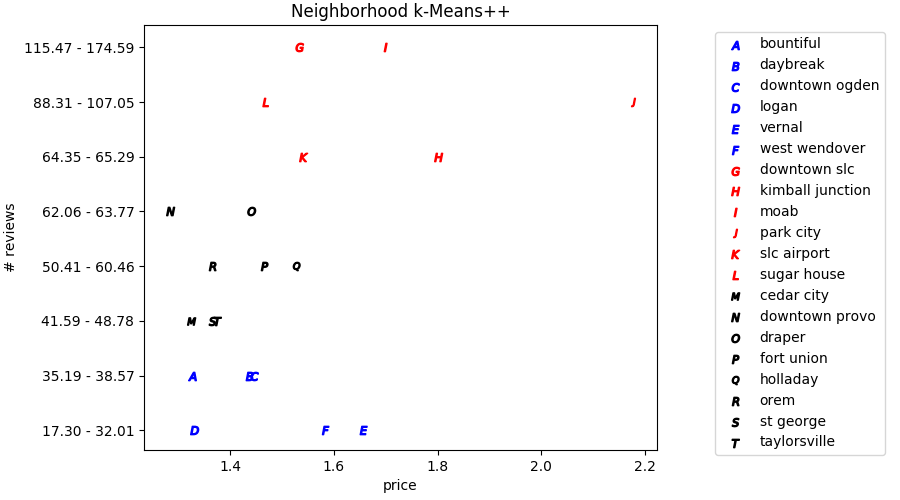 Neighborhood k-Means++
115.47 - 174.59
G I
88.31 - 107.05
L J
64.35 - 65.29
K H
62.06 - 63.77
N O
50.41 - 60.46
R P Q
41.59 - 48.78
M S T
35.19 - 38.57
A B C
17.30 - 32.01
D F E
# reviews
1.4 1.6 1.8 2.0 2.2
price
A bountiful
B daybreak
C downtown ogden
D logan
E vernal
F west wendover
G downtown slc
H kimball junction
I moab
J park city
K slc airport
L sugar house
M cedar city
N downtown provo
O draper
P fort union
Q holladay
R orem
S st george
T taylorsville